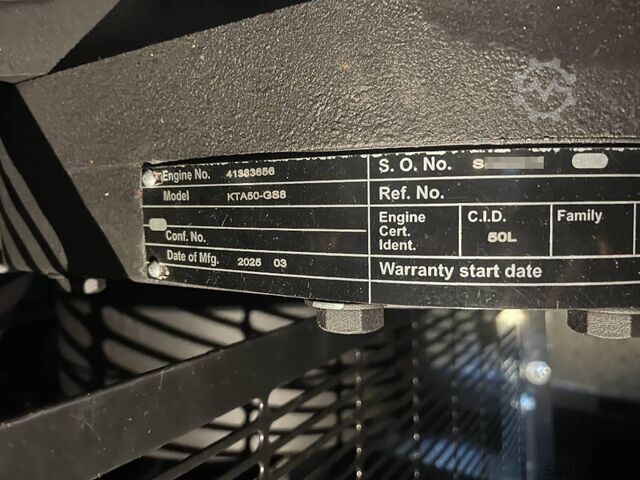 Engine No. 41383656
Model KTA50-GS8
Conf. No.
Date of Mfg. 2025 03
S. O. No. S
Ref. No.
Engine Cert. Ident.
C.I.D.
50L
Family
Warranty start date